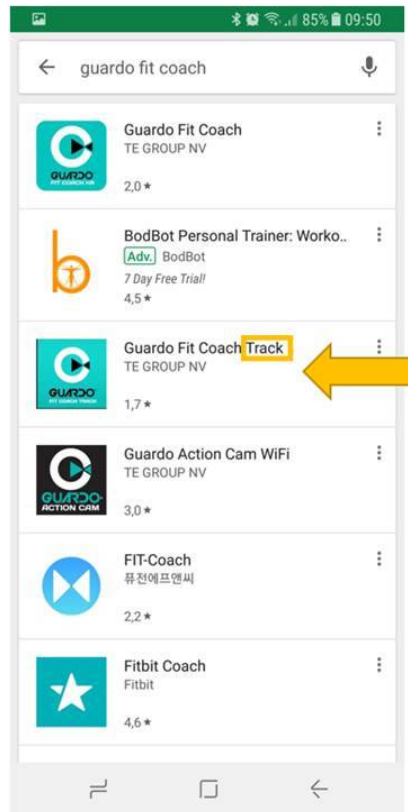 85% 09:50
guardo fit coach
Guardo Fit Coach
TE GROUP NV
GUARDO
FIT COACH HR
2,0 ★
BodBot Personal Trainer: Worko..
Adv. BodBot
7 Day Free Trial!
4,5 ★
Guardo Fit Coach Track
TE GROUP NV
GUARDO
FIT COACH TRACK
1,7 ★
Guardo Action Cam WiFi
TE GROUP NV
GUARDO
ACTION CAM
3,0 ★
FIT-Coach
퓨전에프앤씨
2,2 ★
Fitbit Coach
Fitbit
4,6 ★